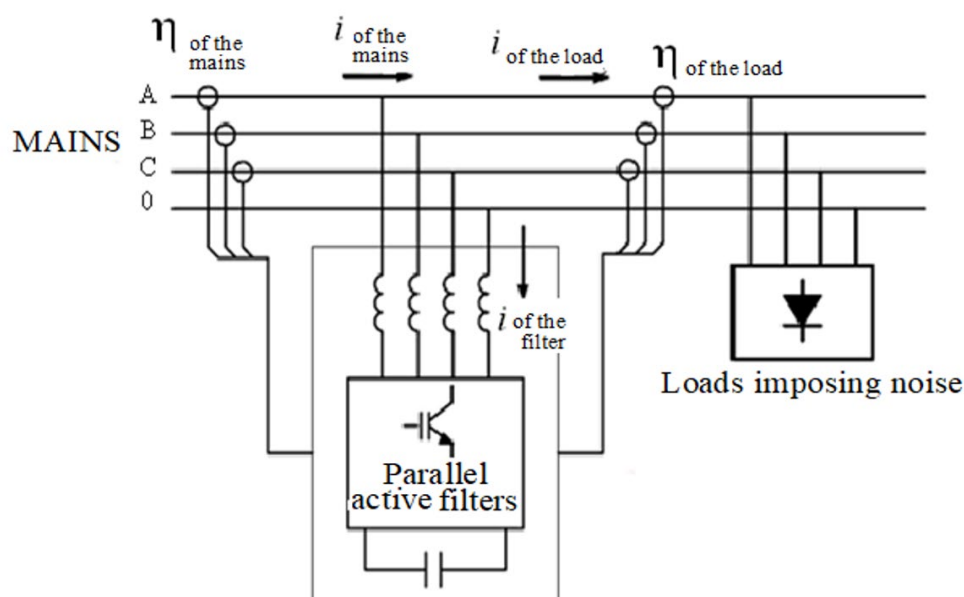 η of the
mains
i of the
mains
i of the load
η of the load
A
B
MAINS
C
0
i of the
filter
Parallel
active filters
Loads imposing noise